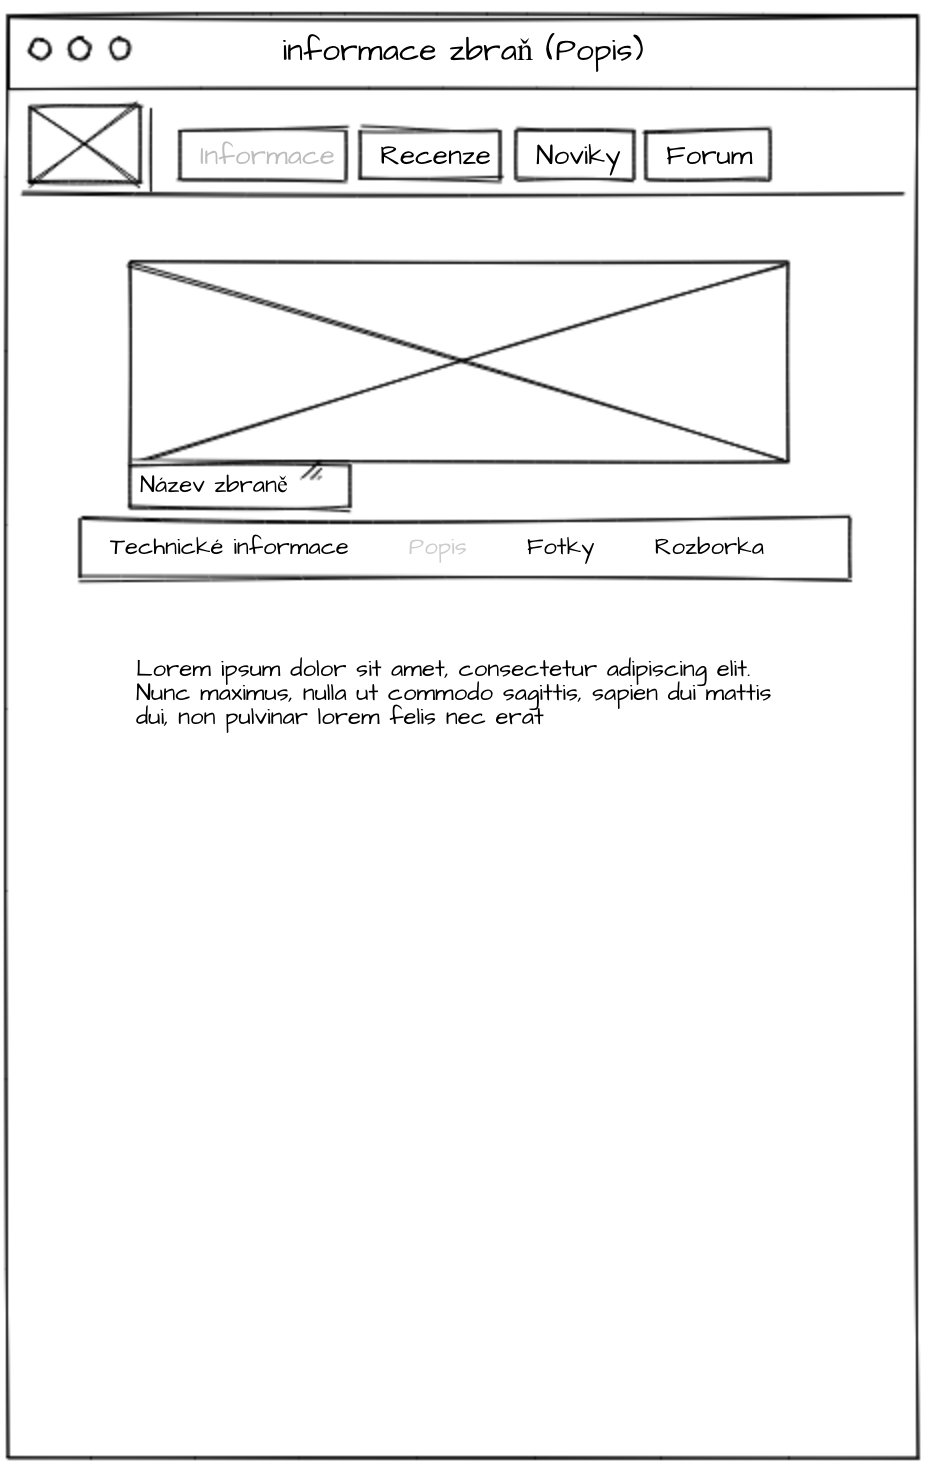 informace zbraň (Popis)
Informace Recenze Noviky Forum
Název zbraně
Technické informace Popis Fotky Rozborka
Lorem ipsum dolor sit amet, consectetur adipiscing elit.
Nunc maximus, nulla ut commodo sagittis, sapien dui mattis
dui, non pulvinar lorem felis nec erat